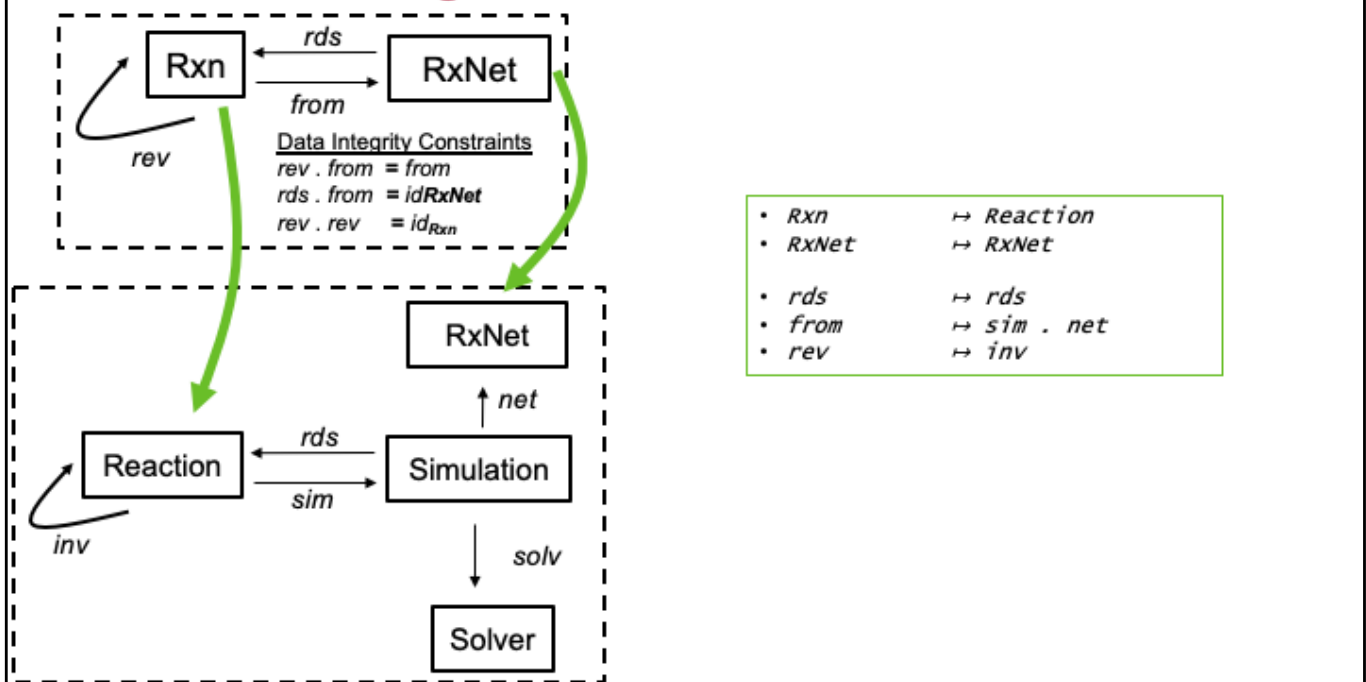 rds
Rxn
RxNet
from
rev
Data Integrity Constraints
rev . from = from
rds . from = idRxNet
rev . rev = idRxn
• Rxn ↦ Reaction
• RxNet ↦ RxNet
• rds ↦ rds
• from ↦ sim . net
• rev ↦ inv
RxNet
net
rds
Reaction
Simulation
sim
inv
solv
Solver